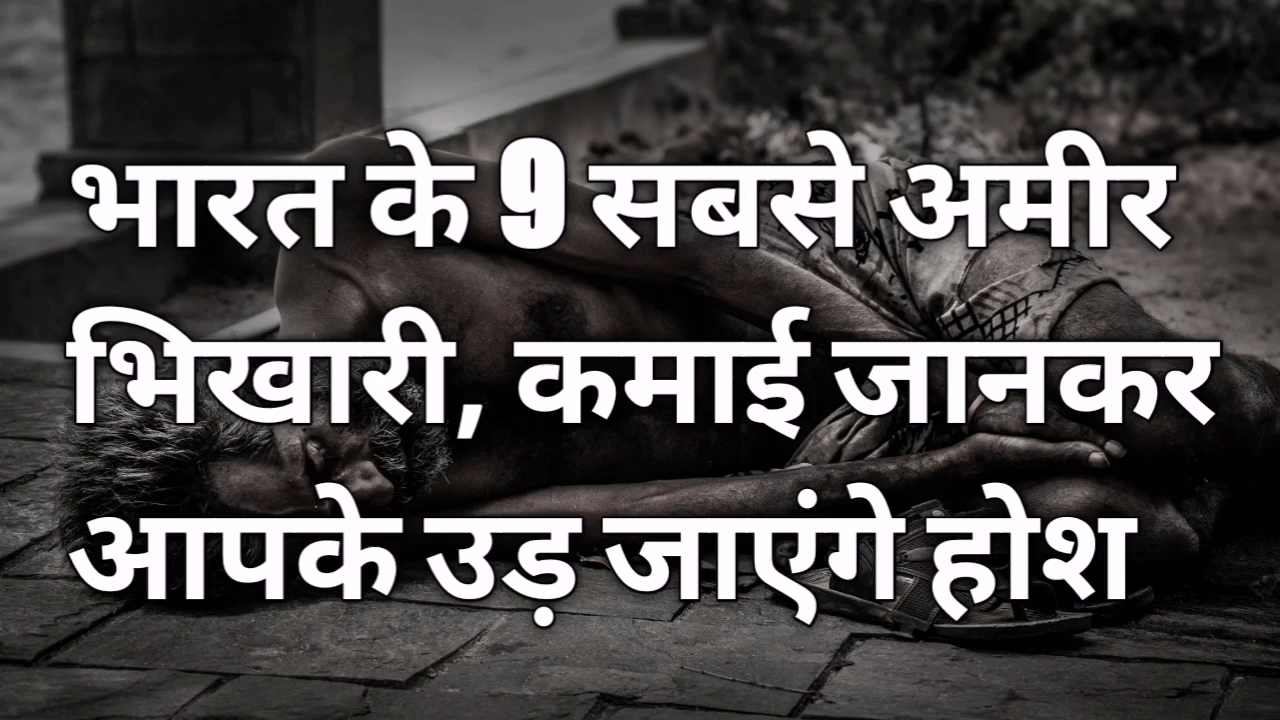 भारत के 9 सबसे अमीर
भिखारी, कमाई जानकर
आपके उड़ जाएंगे होश